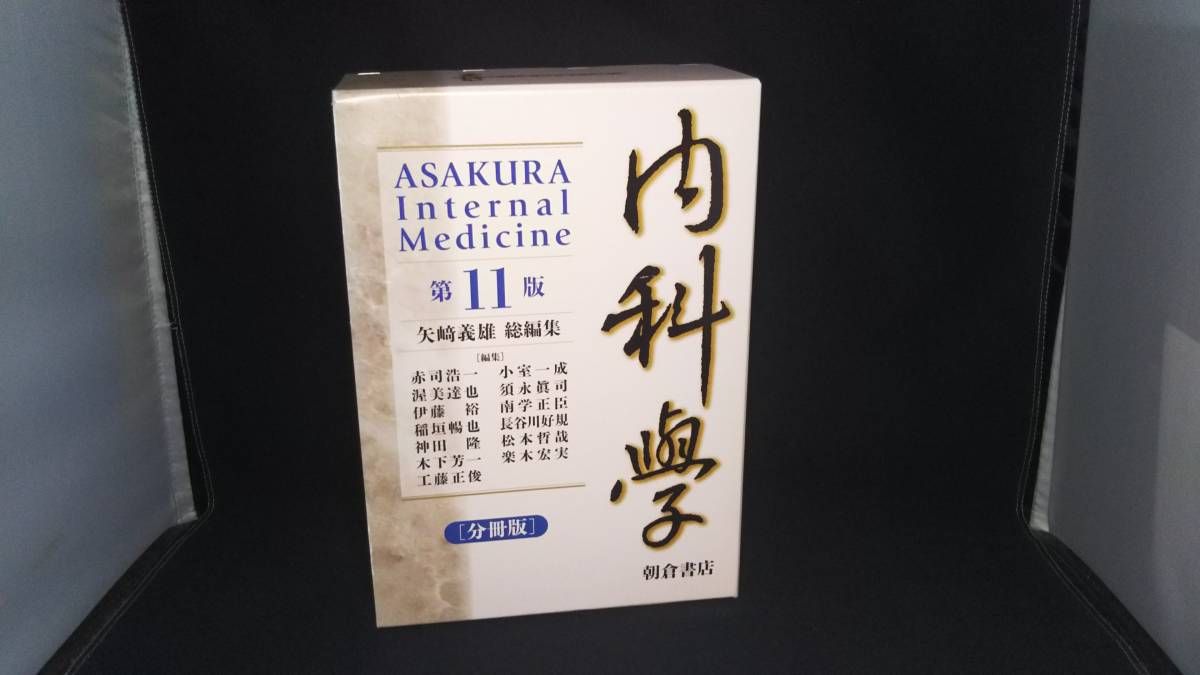 ASAKURA
Internal
Medicine
第11版
矢﨑義雄 総編集
[編集]
赤司浩一 小室一成
渥美達也 須永眞司
伊藤 裕 南学正臣
稲垣暢也 長谷川好規
神田 隆 松本哲哉
木下芳一 楽木宏実
工藤正俊
[分冊版]
内科學
朝倉書店